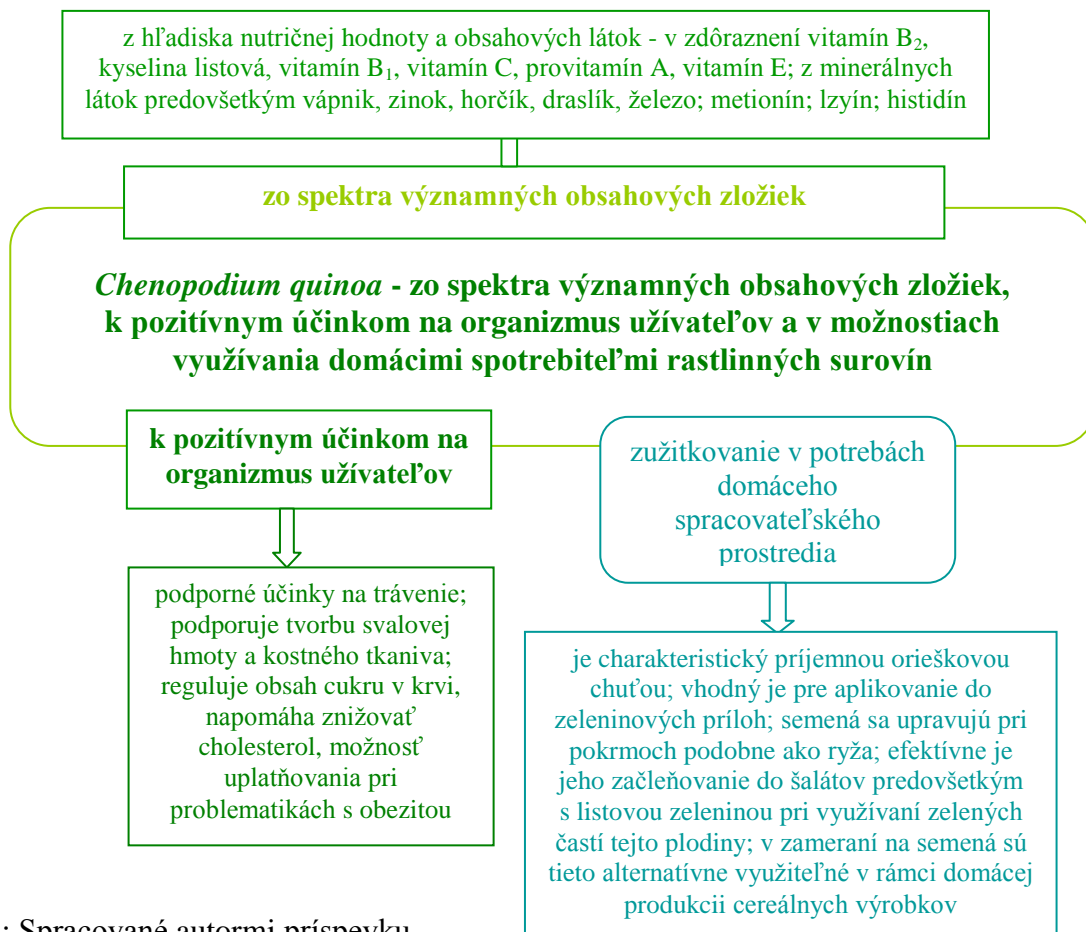 z hľadiska nutričnej hodnoty a obsahových látok - v zdôraznení vitamín B₂,
kyselina listová, vitamín B₁, vitamín C, provitamín A, vitamín E; z minerálnych
látok predovšetkým vápnik, zinok, horčík, draslík, železo; metionín; lzyín; histidín
zo spektra významných obsahových zložiek
Chenopodium quinoa - zo spektra významných obsahových zložiek,
k pozitívnym účinkom na organizmus užívateľov a v možnostiach
využívania domácimi spotrebiteľmi rastlinných surovín
k pozitívnym účinkom na
organizmus užívateľov
podporné účinky na trávenie;
podporuje tvorbu svalovej
hmoty a kostného tkaniva;
reguluje obsah cukru v krvi,
napomáha znižovať
cholesterol, možnosť
uplatňovania pri
problematikách s obezitou
zužitkovanie v potrebách
domáceho
spracovateľského
prostredia
je charakteristický príjemnou orieškovou
chuťou; vhodný je pre aplikovanie do
zeleninových príloh; semená sa upravujú pri
pokrmoch podobne ako ryža; efektívne je
jeho začleňovanie do šalátov predovšetkým
s listovou zeleninou pri využívaní zelených
častí tejto plodiny; v zameraní na semená sú
tieto alternatívne využiteľné v rámci domácej
produkcii cereálnych výrobkov
: Spracované autormi príspevku